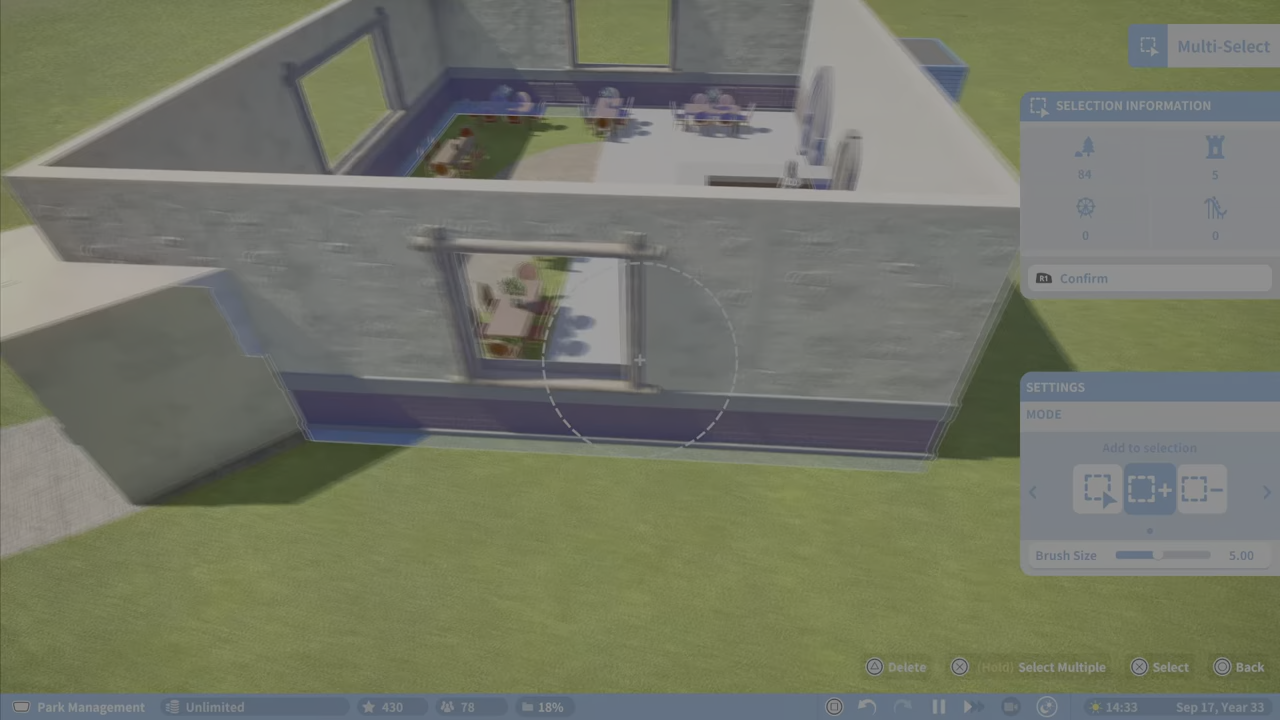 Multi-Select
SELECTION INFORMATION
84
5
0
0
R1 Confirm
SETTINGS
MODE
Add to selection
Brush Size 5.00
Delete
(Hold) Select Multiple
Select
Back
Park Management
Unlimited
430
78
18%
14:33
Sep 17, Year 33